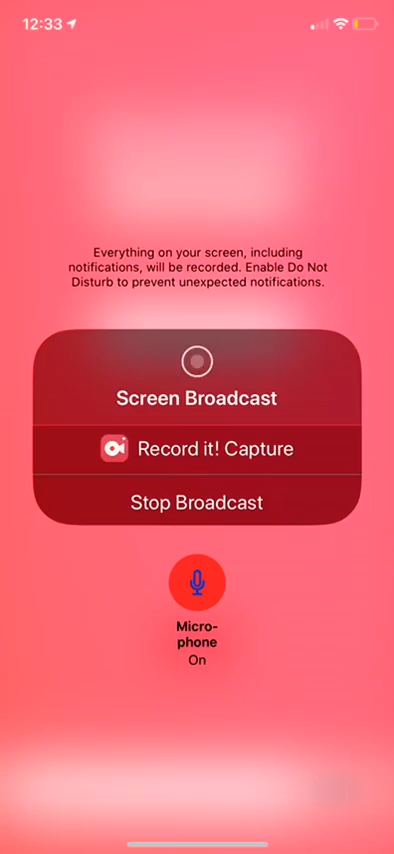 12:33
Everything on your screen, including
notifications, will be recorded. Enable Do Not
Disturb to prevent unexpected notifications.
Screen Broadcast
Record it! Capture
Stop Broadcast
Micro-
phone
On